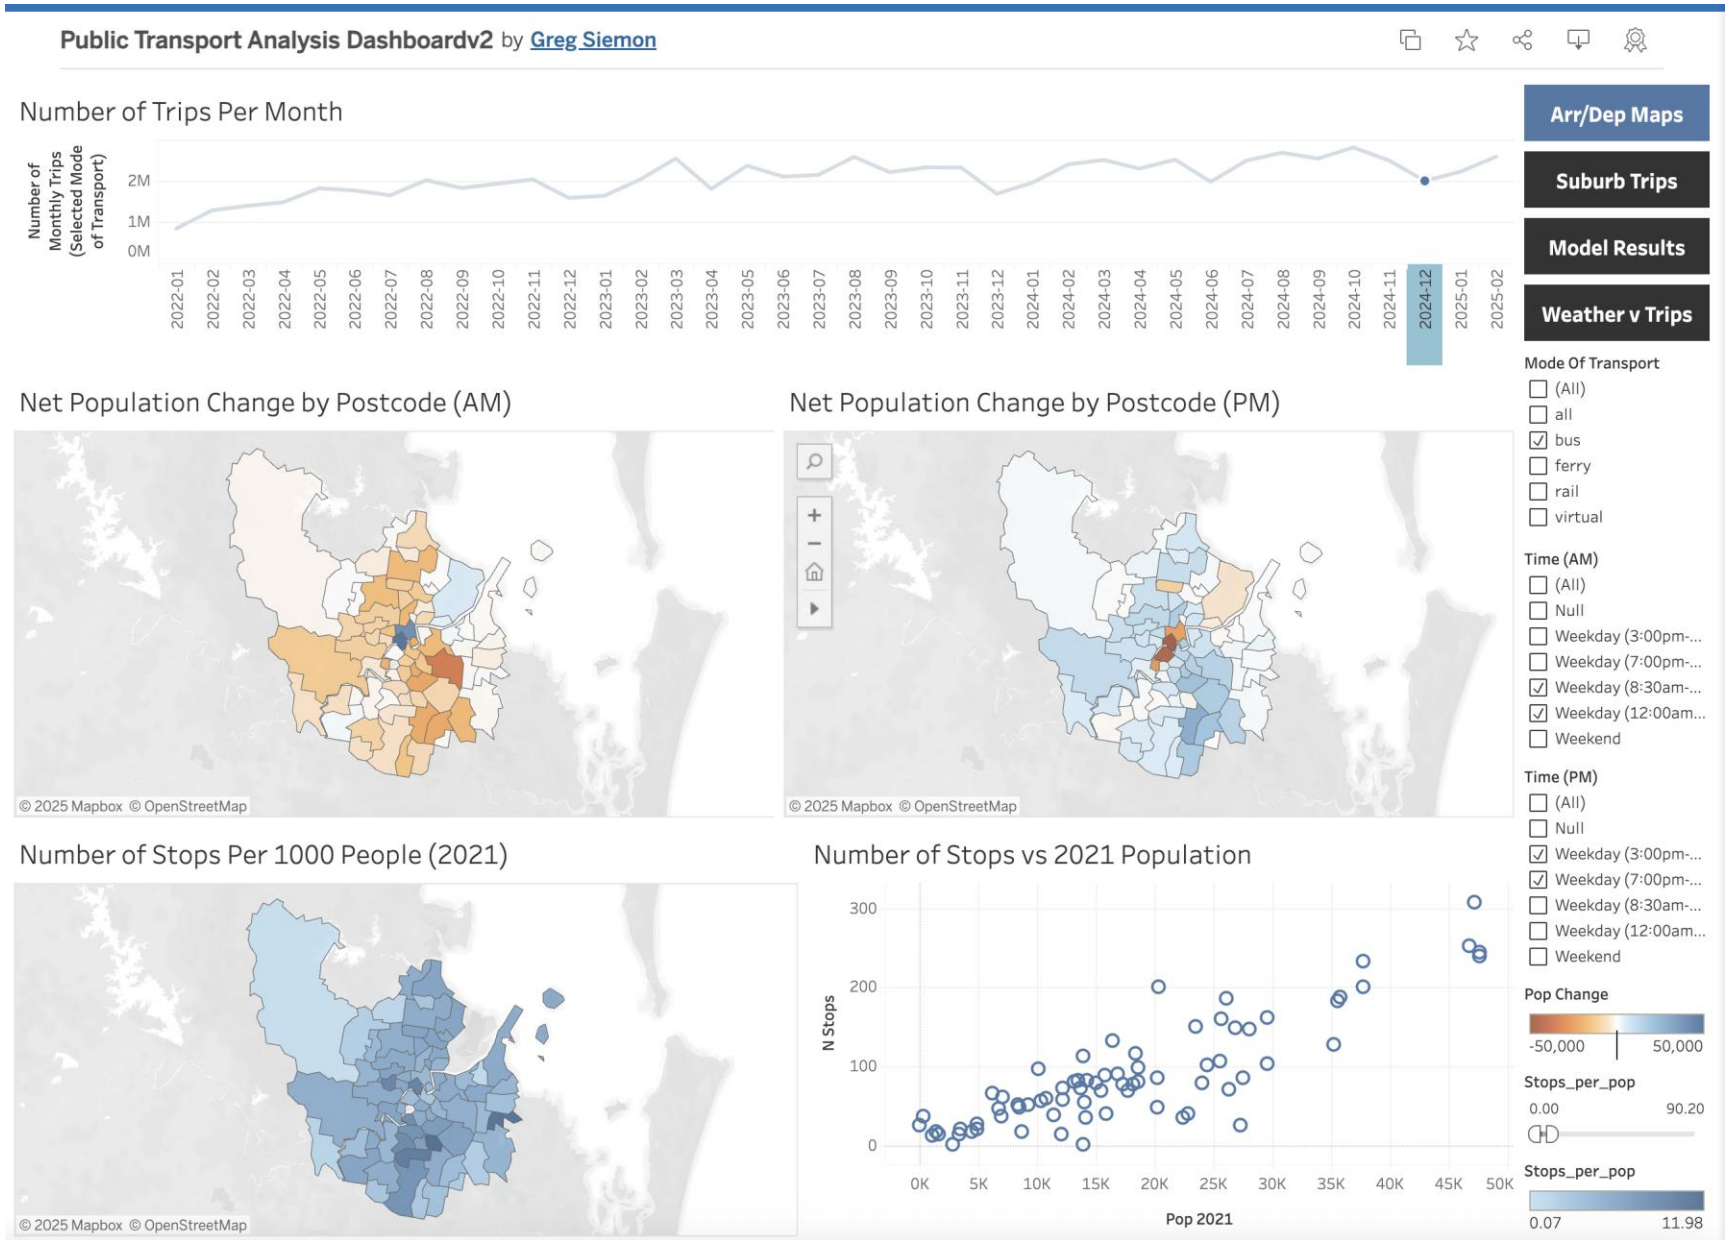 Public Transport Analysis Dashboardv2 by Greg Siemon
Number of Trips Per Month
Number of
Monthly Trips
(Selected Mode
of Transport)
2M
1M
0M
2022-01
2022-02
2022-03
2022-04
2022-05
2022-06
2022-07
2022-08
2022-09
2022-10
2022-11
2022-12
2023-01
2023-02
2023-03
2023-04
2023-05
2023-06
2023-07
2023-08
2023-09
2023-10
2023-11
2023-12
2024-01
2024-02
2024-03
2024-04
2024-05
2024-06
2024-07
2024-08
2024-09
2024-10
2024-11
2024-12
2025-01
2025-02
Net Population Change by Postcode (AM)
© 2025 Mapbox © OpenStreetMap
Net Population Change by Postcode (PM)
© 2025 Mapbox © OpenStreetMap
Number of Stops Per 1000 People (2021)
© 2025 Mapbox © OpenStreetMap
Number of Stops vs 2021 Population
N Stops
300
200
100
0
0K
5K
10K
15K
20K
25K
30K
35K
40K
45K
50K
Pop 2021
Arr/Dep Maps
Suburb Trips
Model Results
Weather v Trips
Mode Of Transport
(All)
all
bus
ferry
rail
virtual
Time (AM)
(All)
Null
Weekday (3:00pm-...
Weekday (7:00pm-...
Weekday (8:30am-...
Weekday (12:00am...
Weekend
Time (PM)
(All)
Null
Weekday (3:00pm-...
Weekday (7:00pm-...
Weekday (8:30am-...
Weekday (12:00am...
Weekend
Pop Change
-50,000 50,000
Stops_per_pop
0.00 90.20
Stops_per_pop
0.07 11.98